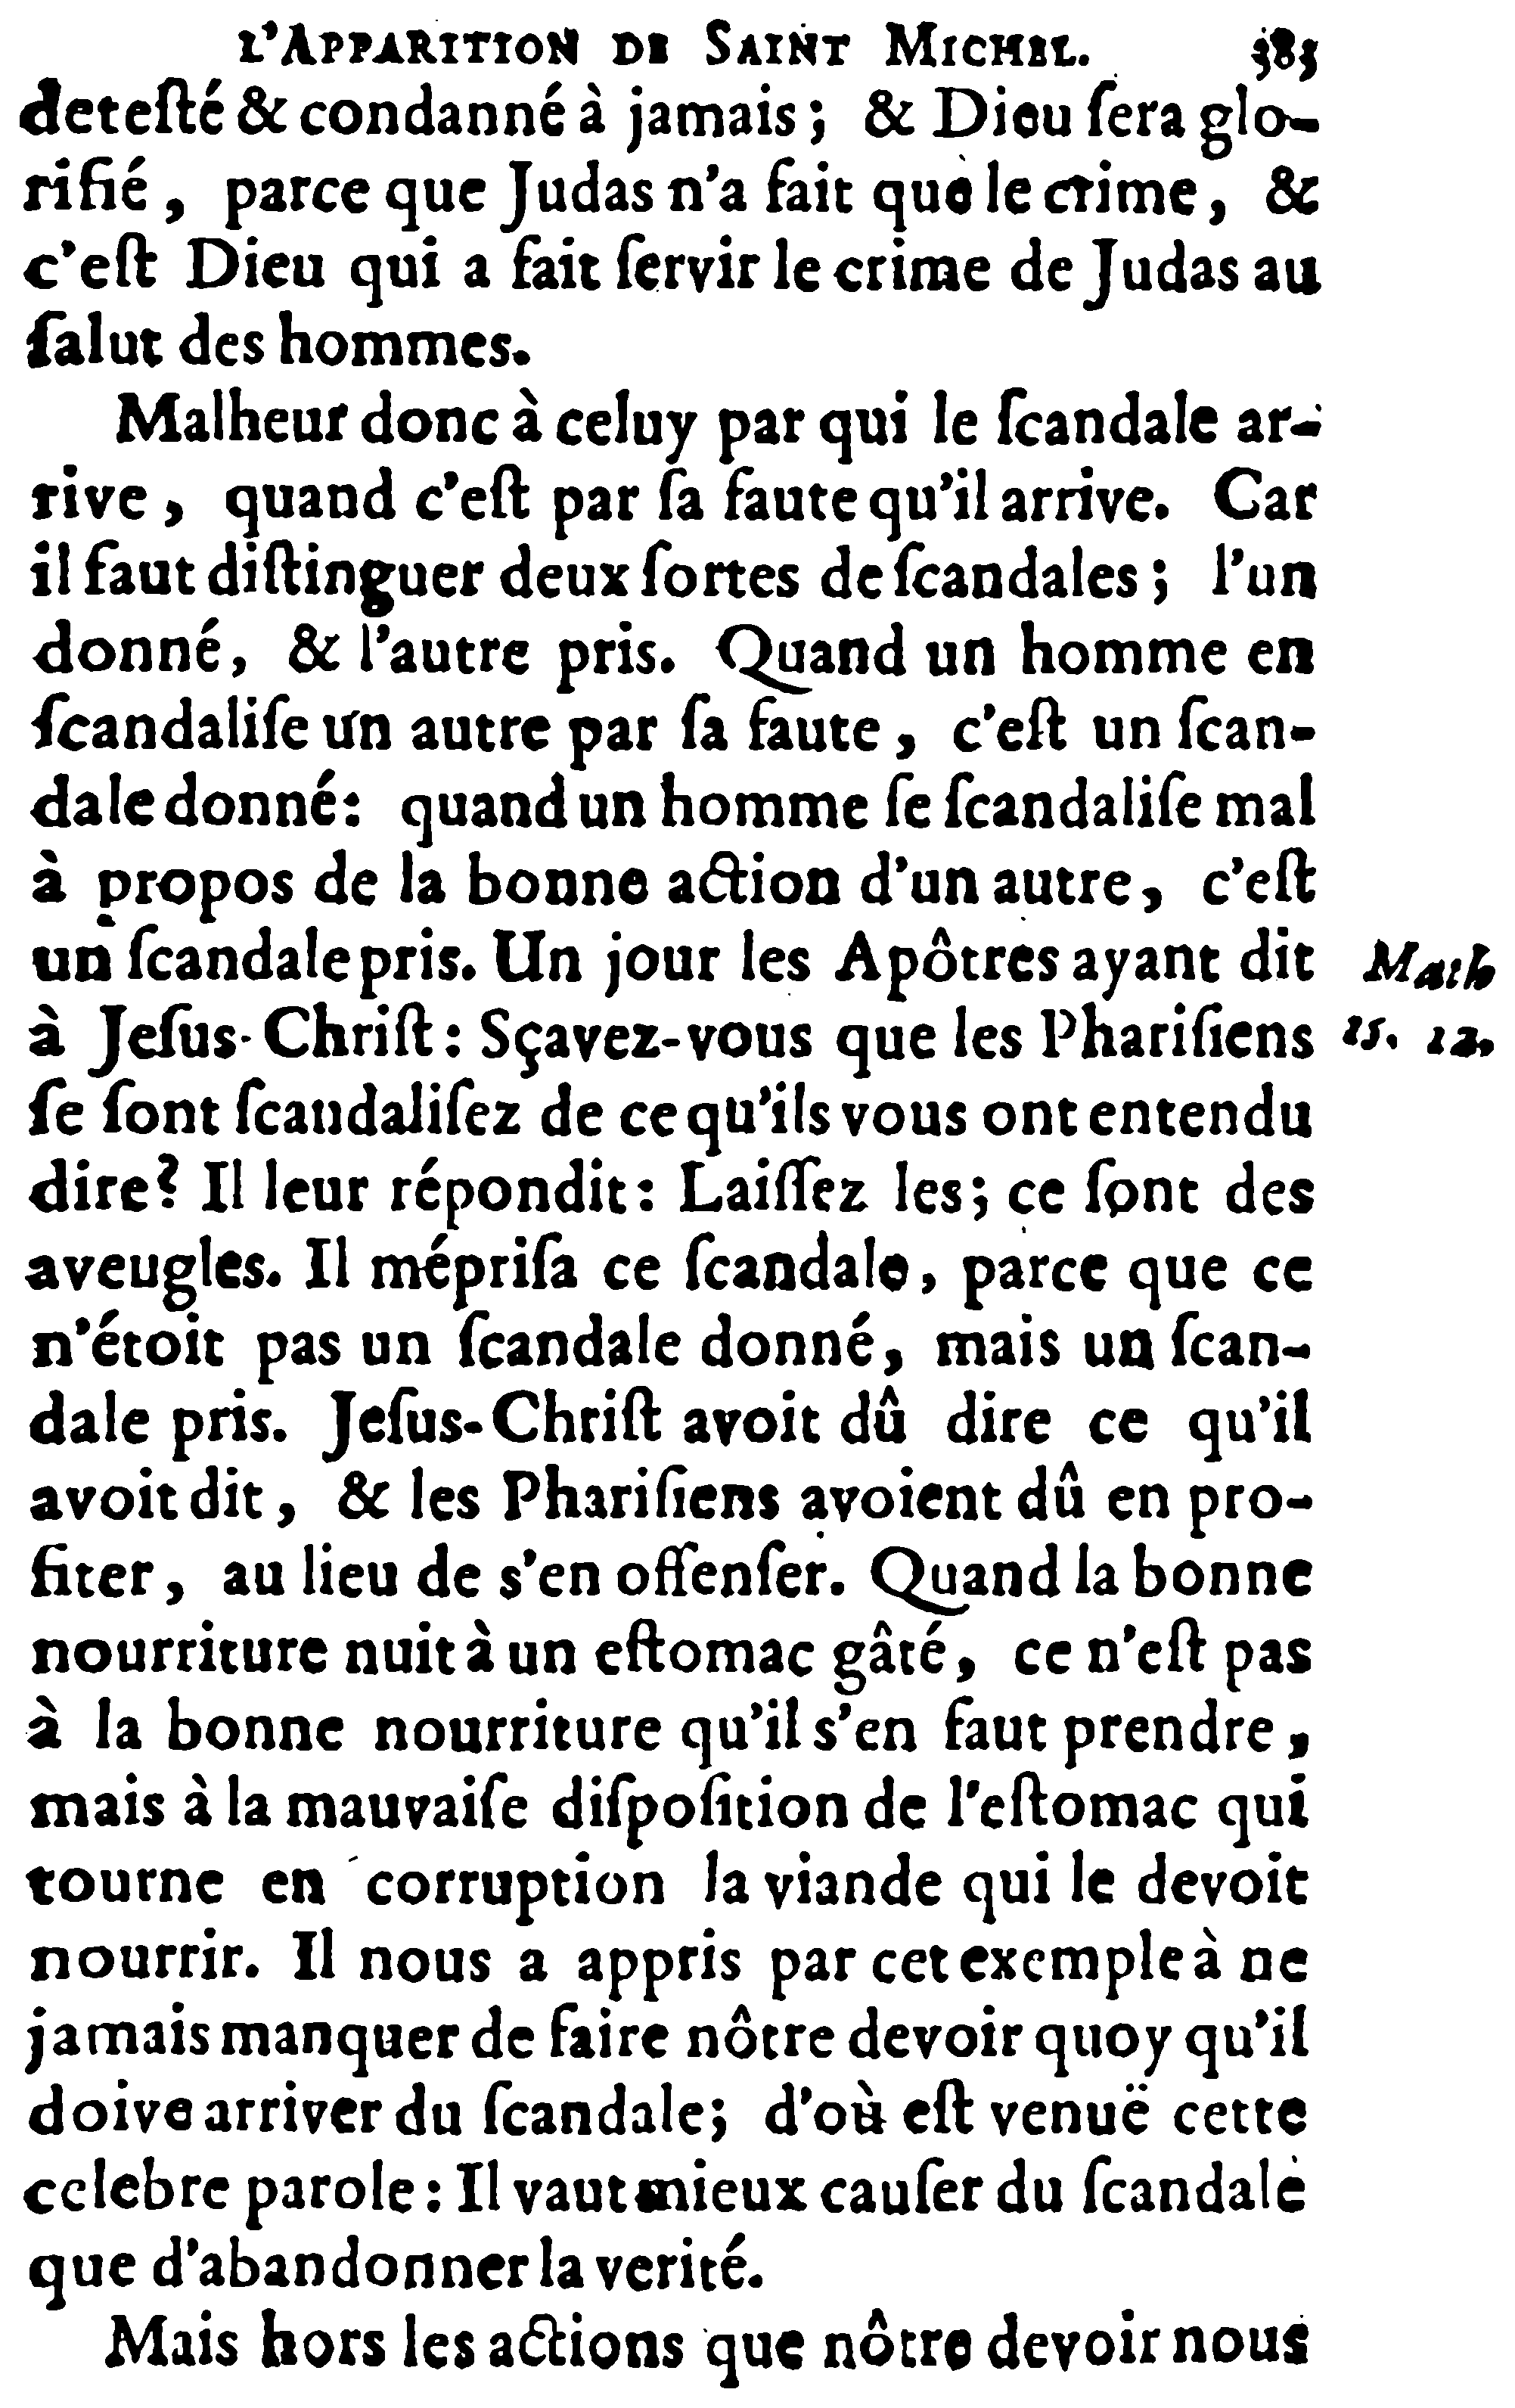 L'APPARITION DE SAINT MICHEL. 385
deteſté & condanné à jamais; & Dieu ſera glo-
rifié, parce que Judas n'a fait que le crime, &
c'eſt Dieu qui a fait ſervir le crime de Judas au
ſalut des hommes.
Malheur donc à celuy par qui le ſcandale ar-
rive, quand c'eſt par ſa faute qu'il arrive. Car
il faut diſtinguer deux ſortes de ſcandales; l'un
donné, & l'autre pris. Quand un homme en
ſcandaliſe un autre par ſa faute, c'eſt un ſcan-
dale donné: quand un homme ſe ſcandaliſe mal
à propos de la bonne action d'un autre, c'eſt
un ſcandale pris. Un jour les Apôtres ayant dit
Math
à Jeſus-Chriſt: Sçavez-vous que les Phariſiens
15. 12.
ſe ſont ſcandaliſez de ce qu'ils vous ont entendu
dire? Il leur répondit: Laiſſez les; ce ſont des
aveugles. Il mépriſa ce ſcandale, parce que ce
n'étoit pas un ſcandale donné, mais un ſcan-
dale pris. Jeſus-Chriſt avoit dû dire ce qu'il
avoit dit, & les Phariſiens avoient dû en pro-
fiter, au lieu de s'en offenſer. Quand la bonne
nourriture nuit à un eſtomac gâté, ce n'eſt pas
à la bonne nourriture qu'il s'en faut prendre,
mais à la mauvaiſe diſpoſition de l'eſtomac qui
tourne en corruption la viande qui le devoit
nourrir. Il nous a appris par cet exemple à ne
jamais manquer de faire nôtre devoir quoy qu'il
doive arriver du ſcandale; d'où eſt venuë cette
celebre parole: Il vaut mieux cauſer du ſcandale
que d'abandonner la verité.
Mais hors les actions que nôtre devoir nous